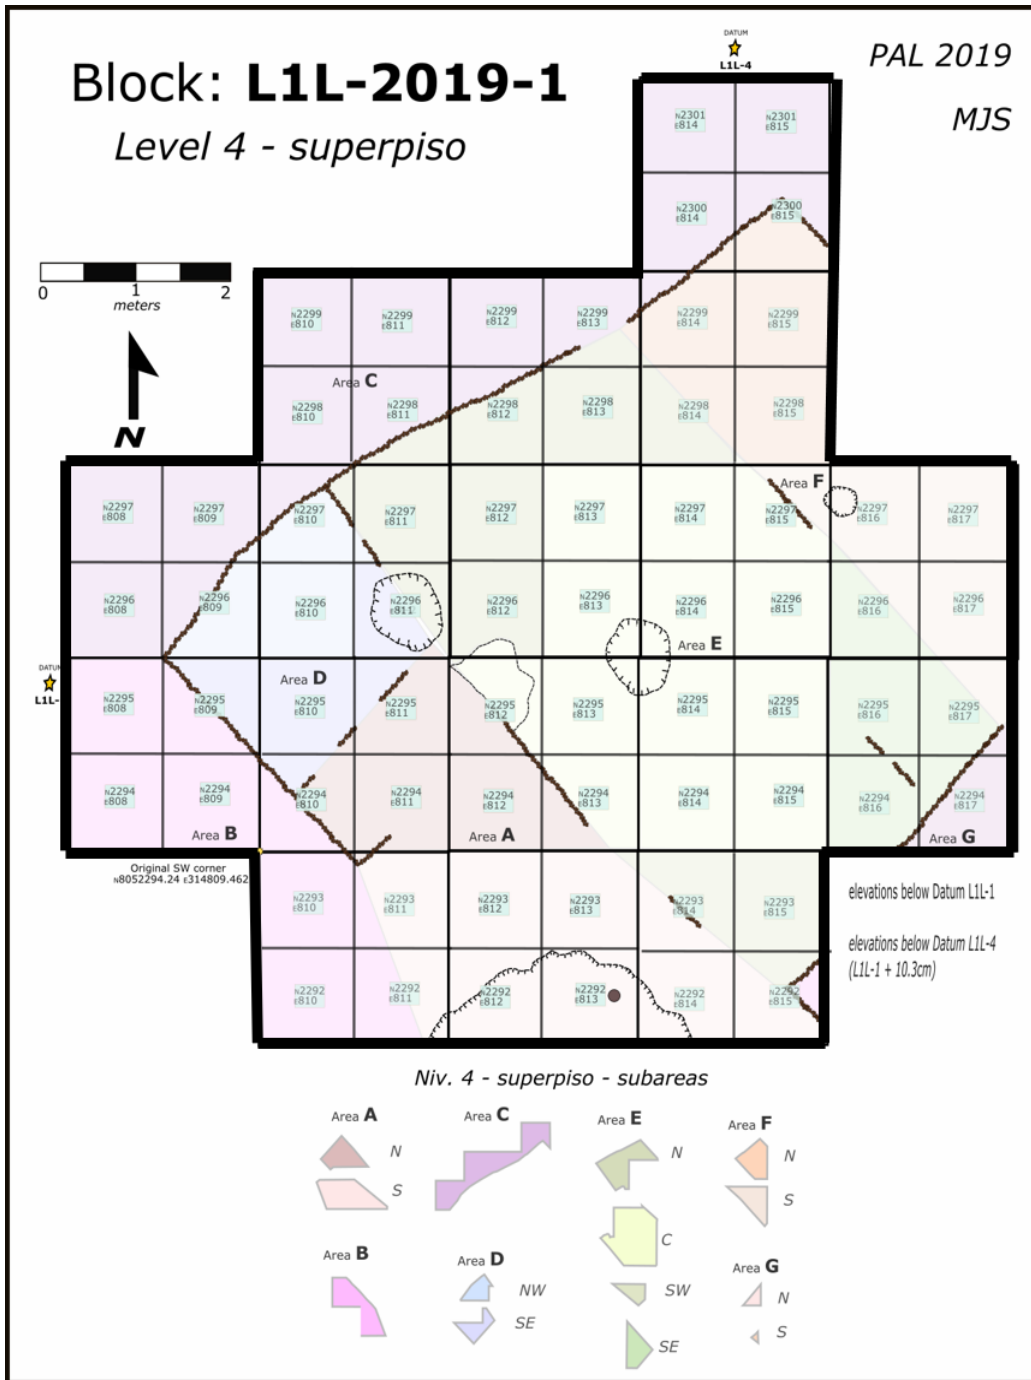 DATUM
L1L-4
PAL 2019
Block: L1L-2019-1
MJS
Level 4 - superpiso
N2301 E814
N2301 E815
N2300 E814
N2300 E815
0 1 2
meters
N
N2299 E810
N2299 E811
N2299 E812
N2299 E813
N2299 E814
N2299 E815
Area C
N2298 E810
N2298 E811
N2298 E812
N2298 E813
N2298 E814
N2298 E815
Area F
N2297 E808
N2297 E809
N2297 E810
N2297 E811
N2297 E812
N2297 E813
N2297 E814
N2297 E815
N2297 E816
N2297 E817
N2296 E808
N2296 E809
N2296 E810
N2296 E811
N2296 E812
N2296 E813
N2296 E814
N2296 E815
N2296 E816
N2296 E817
Area E
DATUM
L1L-
Area D
N2295 E808
N2295 E809
N2295 E810
N2295 E811
N2295 E812
N2295 E813
N2295 E814
N2295 E815
N2295 E816
N2295 E817
N2294 E808
N2294 E809
N2294 E810
N2294 E811
N2294 E812
N2294 E813
N2294 E814
N2294 E815
N2294 E816
N2294 E817
Area B
Area A
Area G
Original SW corner
N8052294.24 E314809.462
N2293 E810
N2293 E811
N2293 E812
N2293 E813
N2293 E814
N2293 E815
elevations below Datum L1L-1
elevations below Datum L1L-4
(L1L-1 + 10.3cm)
N2292 E810
N2292 E811
N2292 E812
N2292 E813
N2292 E814
N2292 E815
Niv. 4 - superpiso - subareas
Area A
N
S
Area C
Area E
N
C
SW
SE
Area F
N
S
Area B
Area D
NW
SE
Area G
N
S